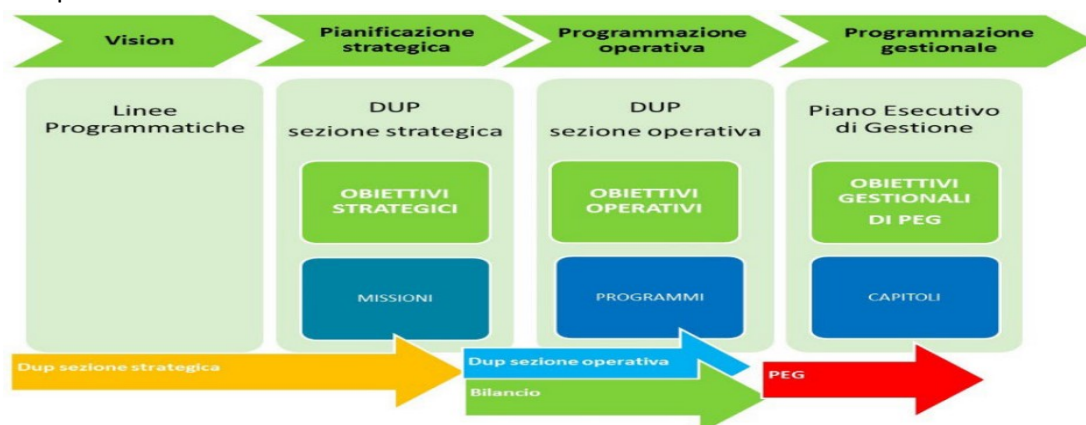 Vision
Pianificazione
strategica
Programmazione
operativa
Programmazione
gestionale
Linee
Programmatiche
DUP
sezione strategica
OBIETTIVI
STRATEGICI
MISSIONI
DUP
sezione operativa
OBIETTIVI
OPERATIVI
PROGRAMMI
Piano Esecutivo
di Gestione
OBIETTIVI
GESTIONALI
DI PEG
CAPITOLI
Dup sezione strategica
Dup sezione operativa
Bilancio
PEG